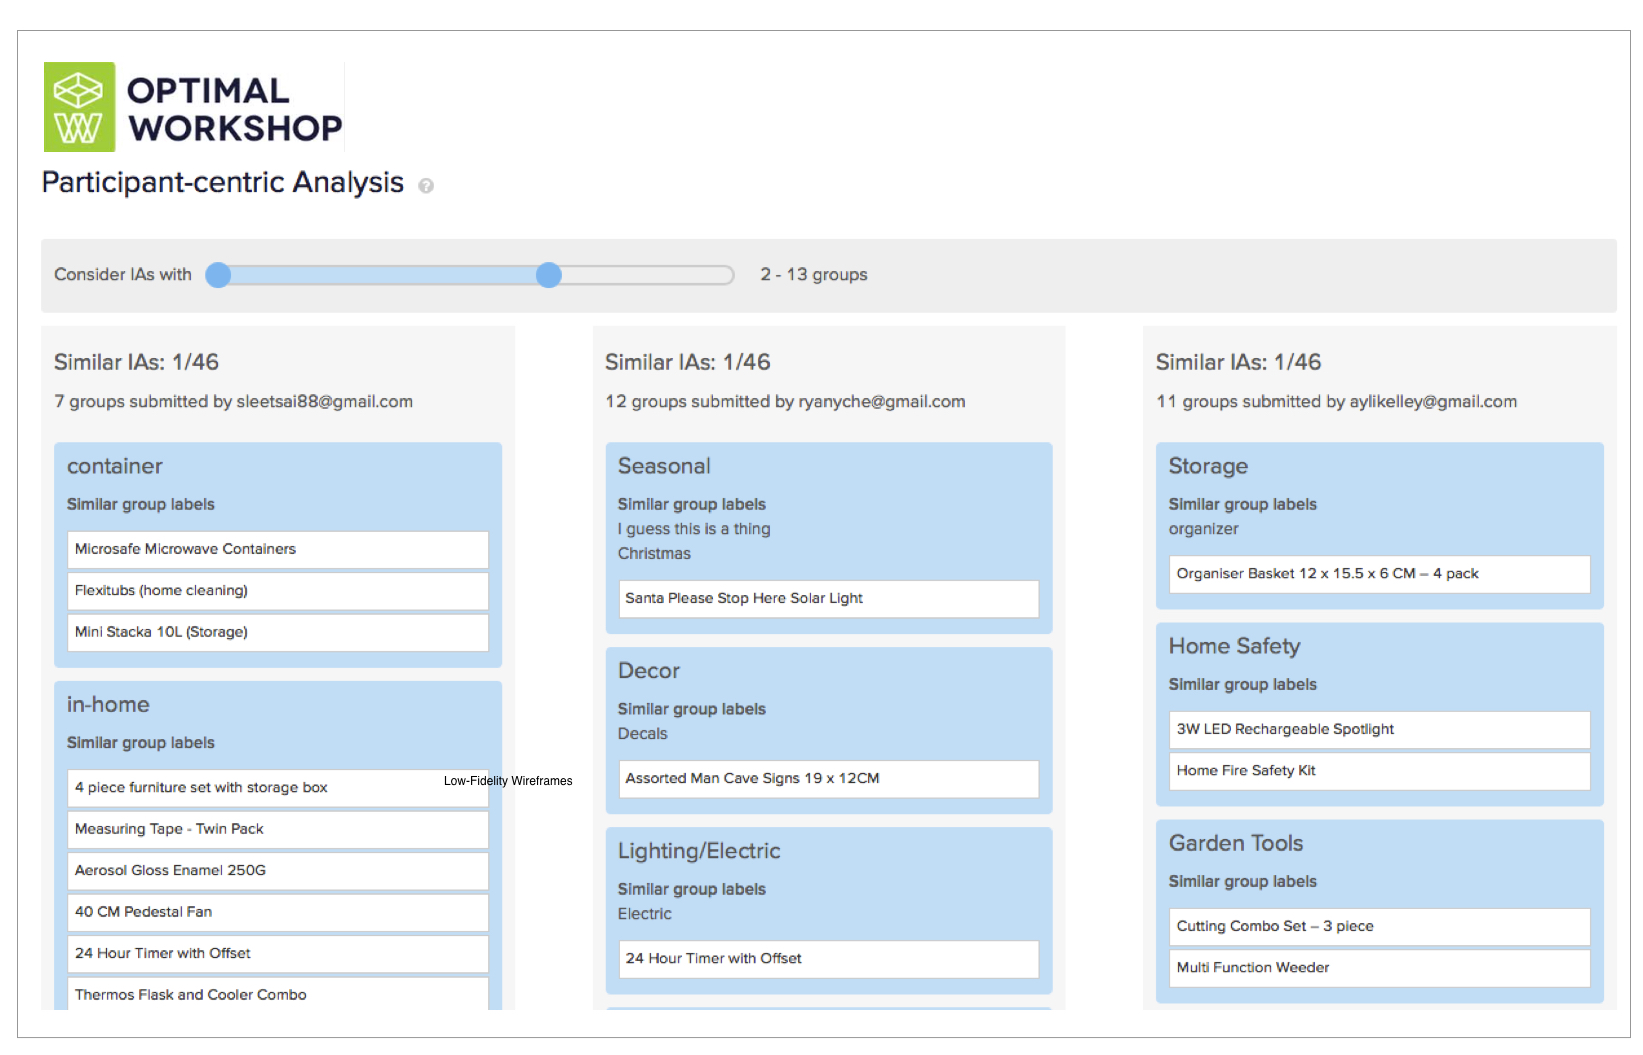 OPTIMAL
WORKSHOP
Participant-centric Analysis ?
Consider IAs with 2 - 13 groups
Similar IAs: 1/46
7 groups submitted by sleetsai88@gmail.com
container
Similar group labels
Microsafe Microwave Containers
Flexitubs (home cleaning)
Mini Stacka 10L (Storage)
in-home
Similar group labels
4 piece furniture set with storage box
Low-Fidelity Wireframes
Measuring Tape - Twin Pack
Aerosol Gloss Enamel 250G
40 CM Pedestal Fan
24 Hour Timer with Offset
Thermos Flask and Cooler Combo
Similar IAs: 1/46
12 groups submitted by ryanyche@gmail.com
Seasonal
Similar group labels
I guess this is a thing
Christmas
Santa Please Stop Here Solar Light
Decor
Similar group labels
Decals
Assorted Man Cave Signs 19 x 12CM
Lighting/Electric
Similar group labels
Electric
24 Hour Timer with Offset
Similar IAs: 1/46
11 groups submitted by aylikelley@gmail.com
Storage
Similar group labels
organizer
Organiser Basket 12 x 15.5 x 6 CM – 4 pack
Home Safety
Similar group labels
3W LED Rechargeable Spotlight
Home Fire Safety Kit
Garden Tools
Similar group labels
Cutting Combo Set – 3 piece
Multi Function Weeder